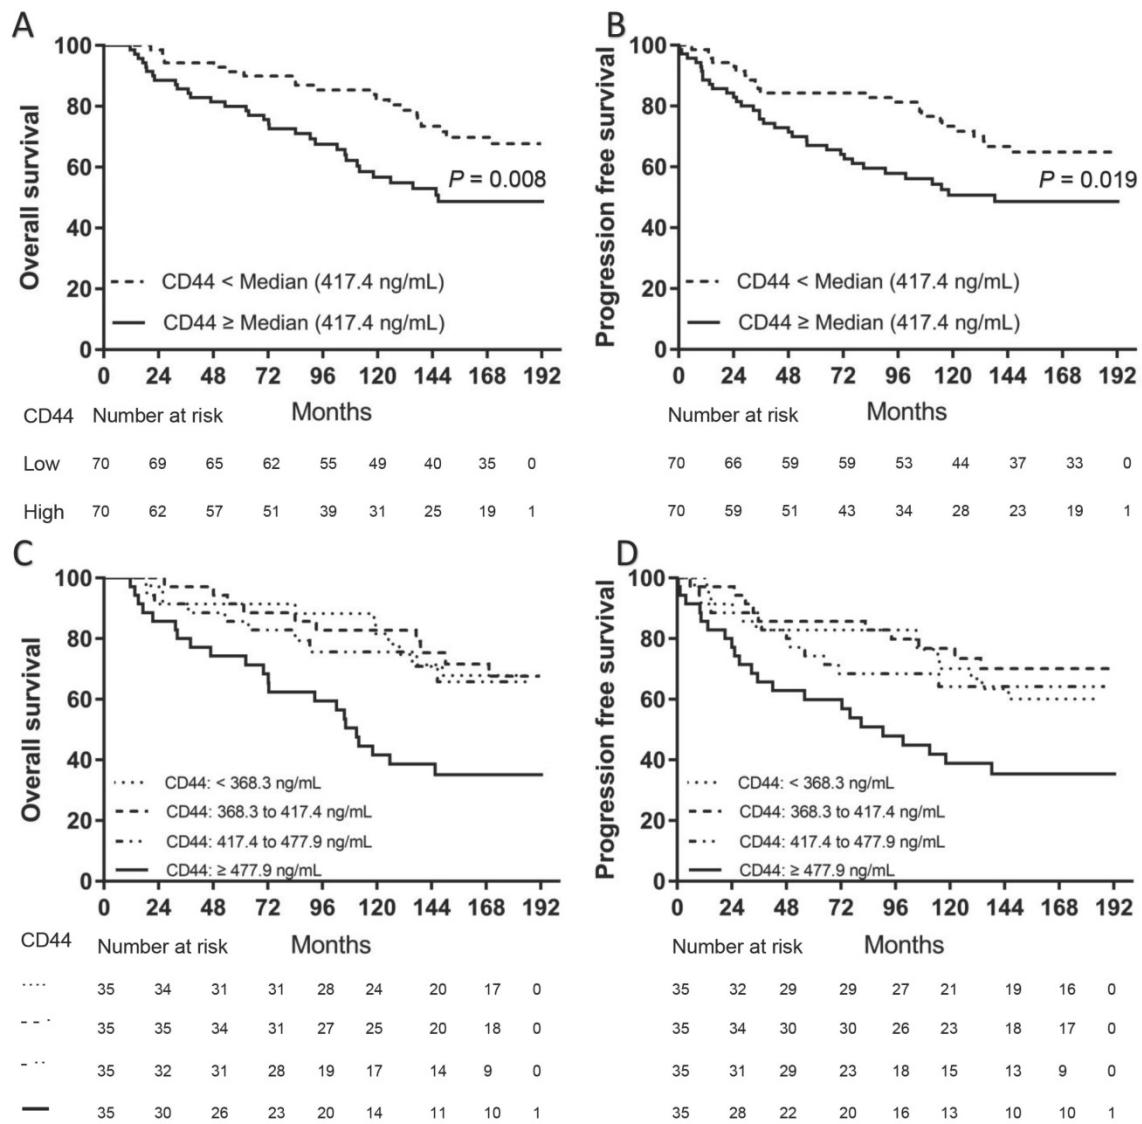 A
Overall survival
100
80
60
40
20
0
P = 0.008
CD44 < Median (417.4 ng/mL)
CD44 ≥ Median (417.4 ng/mL)
0 24 48 72 96 120 144 168 192
Months
CD44 Number at risk
Low 70 69 65 62 55 49 40 35 0
High 70 62 57 51 39 31 25 19 1
B
Progression free survival
100
80
60
40
20
0
P = 0.019
CD44 < Median (417.4 ng/mL)
CD44 ≥ Median (417.4 ng/mL)
0 24 48 72 96 120 144 168 192
Months
Number at risk
70 66 59 59 53 44 37 33 0
70 59 51 43 34 28 23 19 1
C
Overall survival
100
80
60
40
20
0
CD44: < 368.3 ng/mL
CD44: 368.3 to 417.4 ng/mL
CD44: 417.4 to 477.9 ng/mL
CD44: ≥ 477.9 ng/mL
0 24 48 72 96 120 144 168 192
Months
CD44 Number at risk
35 34 31 31 28 24 20 17 0
35 35 34 31 27 25 20 18 0
35 32 31 28 19 17 14 9 0
35 30 26 23 20 14 11 10 1
D
Progression free survival
100
80
60
40
20
0
CD44: < 368.3 ng/mL
CD44: 368.3 to 417.4 ng/mL
CD44: 417.4 to 477.9 ng/mL
CD44: ≥ 477.9 ng/mL
0 24 48 72 96 120 144 168 192
Months
Number at risk
35 32 29 29 27 21 19 16 0
35 34 30 30 26 23 18 17 0
35 31 29 23 18 15 13 9 0
35 28 22 20 16 13 10 10 1